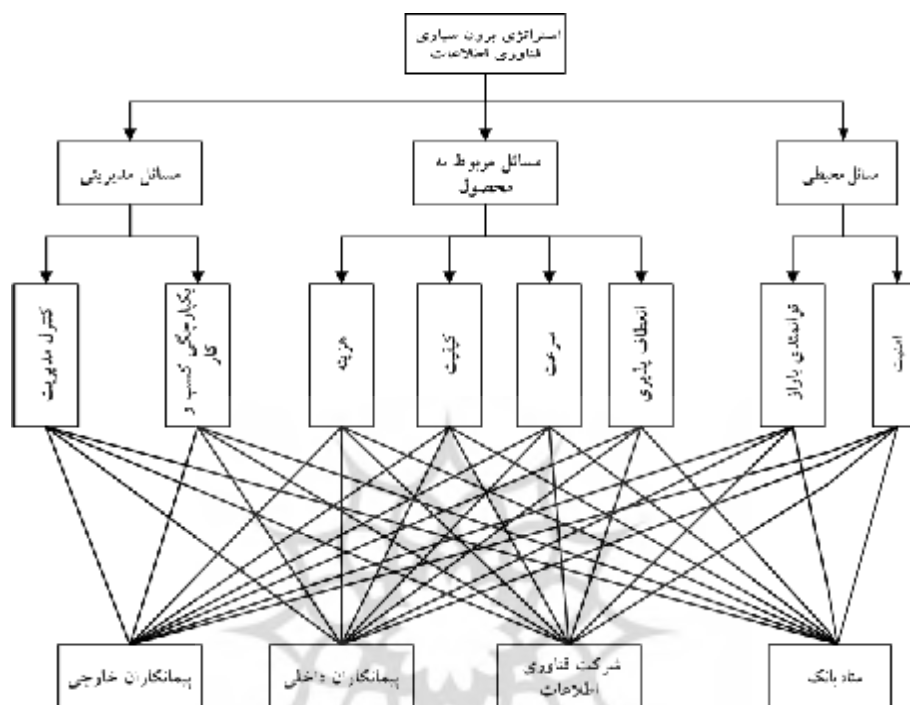 استراتژی برون سپاری
فناوری اطلاعات
مسائل محیطی
مسائل مربوط به
محصول
مسائل مدیریتی
امنیت
توانمندی بازار
انعطاف پذیری
سرعت
کیفیت
هزینه
یکپارچگی کسب و
کار
کنترل مدیریت
ستاد بانک
شرکت فناوری
اطلاعات
پیمانکاران داخلی
پیمانکاران خارجی